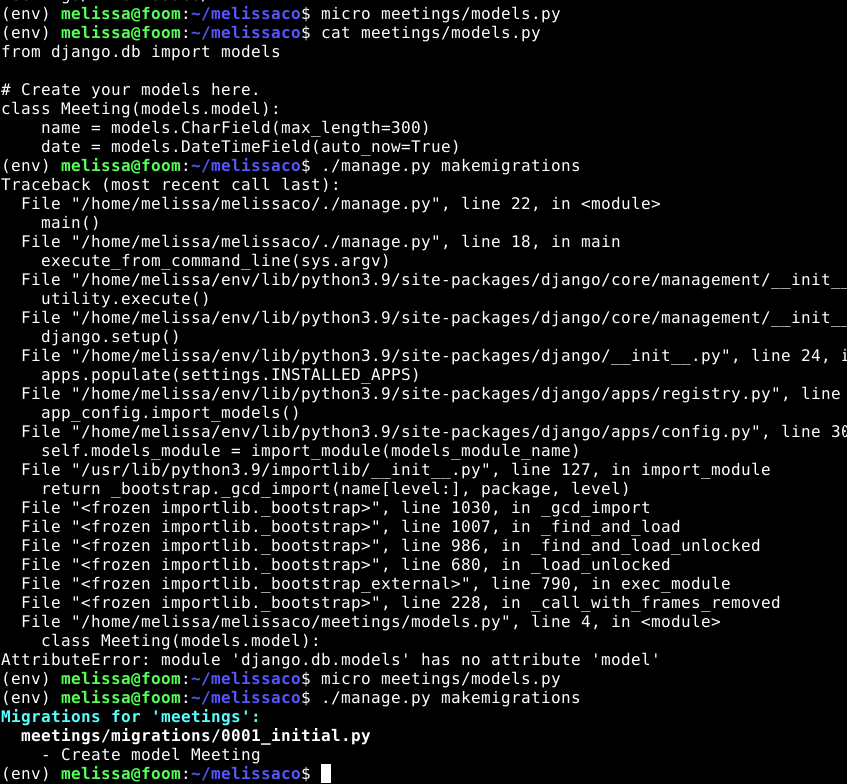 (env) melissa@foom:~/melissaco$ micro meetings/models.py
(env) melissa@foom:~/melissaco$ cat meetings/models.py
from django.db import models

# Create your models here.
class Meeting(models.model):
    name = models.CharField(max_length=300)
    date = models.DateTimeField(auto_now=True)
(env) melissa@foom:~/melissaco$ ./manage.py makemigrations
Traceback (most recent call last):
  File "/home/melissa/melissaco/./manage.py", line 22, in <module>
    main()
  File "/home/melissa/melissaco/./manage.py", line 18, in main
    execute_from_command_line(sys.argv)
  File "/home/melissa/env/lib/python3.9/site-packages/django/core/management/__init__
    utility.execute()
  File "/home/melissa/env/lib/python3.9/site-packages/django/core/management/__init__
    django.setup()
  File "/home/melissa/env/lib/python3.9/site-packages/django/__init__.py", line 24, i
    apps.populate(settings.INSTALLED_APPS)
  File "/home/melissa/env/lib/python3.9/site-packages/django/apps/registry.py", line
    app_config.import_models()
  File "/home/melissa/env/lib/python3.9/site-packages/django/apps/config.py", line 30
    self.models_module = import_module(models_module_name)
  File "/usr/lib/python3.9/importlib/__init__.py", line 127, in import_module
    return _bootstrap._gcd_import(name[level:], package, level)
  File "<frozen importlib._bootstrap>", line 1030, in _gcd_import
  File "<frozen importlib._bootstrap>", line 1007, in _find_and_load
  File "<frozen importlib._bootstrap>", line 986, in _find_and_load_unlocked
  File "<frozen importlib._bootstrap>", line 680, in _load_unlocked
  File "<frozen importlib._bootstrap_external>", line 790, in exec_module
  File "<frozen importlib._bootstrap>", line 228, in _call_with_frames_removed
  File "/home/melissa/melissaco/meetings/models.py", line 4, in <module>
    class Meeting(models.model):
AttributeError: module 'django.db.models' has no attribute 'model'
(env) melissa@foom:~/melissaco$ micro meetings/models.py
(env) melissa@foom:~/melissaco$ ./manage.py makemigrations
Migrations for 'meetings':
  meetings/migrations/0001_initial.py
    - Create model Meeting
(env) melissa@foom:~/melissaco$